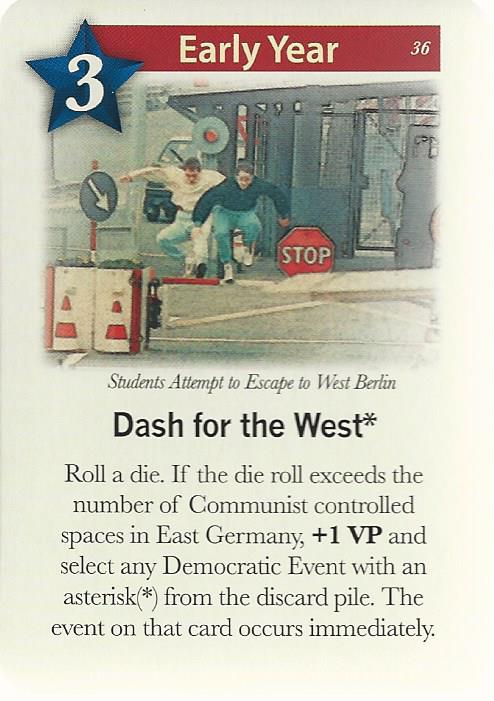 3
Early Year
36
STOP
Students Attempt to Escape to West Berlin
Dash for the West*
Roll a die. If the die roll exceeds the
number of Communist controlled
spaces in East Germany, +1 VP and
select any Democratic Event with an
asterisk(*) from the discard pile. The
event on that card occurs immediately.